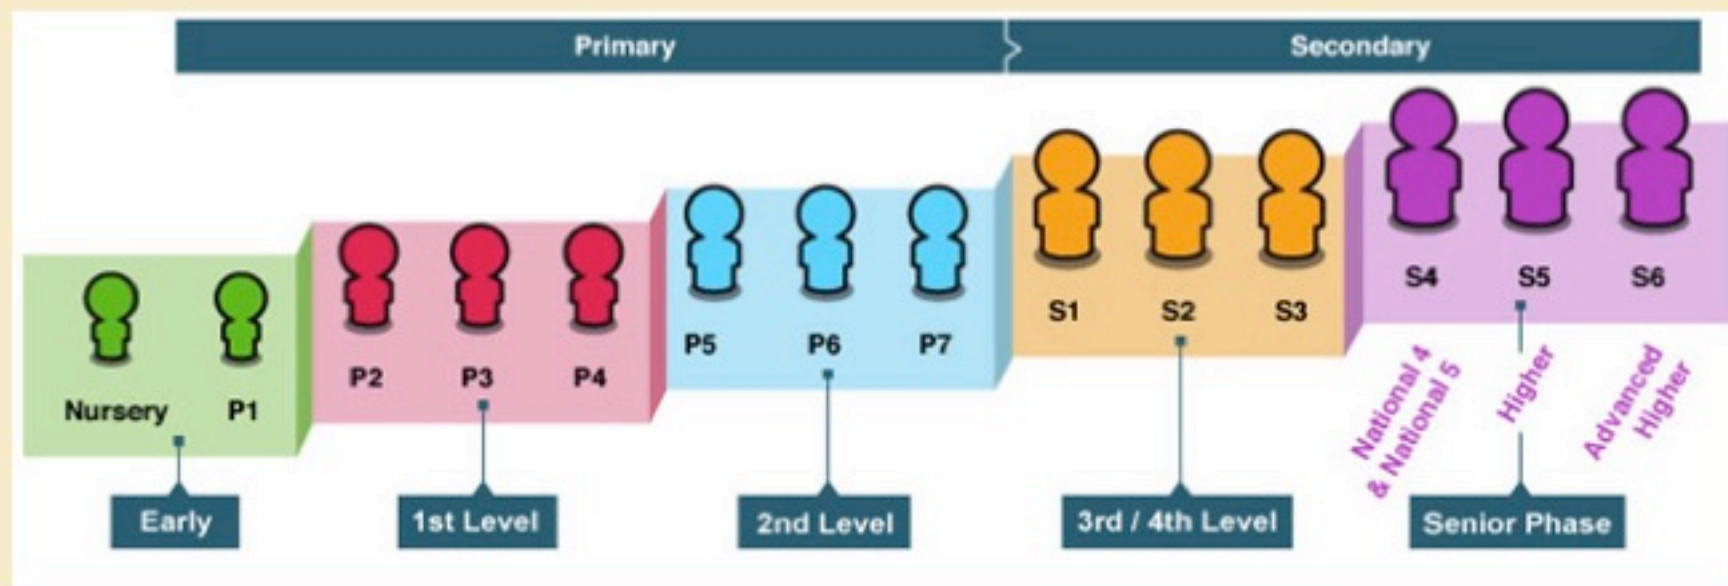 Primary
Secondary
Nursery
P1
P2
P3
P4
P5
P6
P7
S1
S2
S3
S4
S5
S6
National 4
& National 5
Higher
Advanced
Higher
Early
1st Level
2nd Level
3rd / 4th Level
Senior Phase